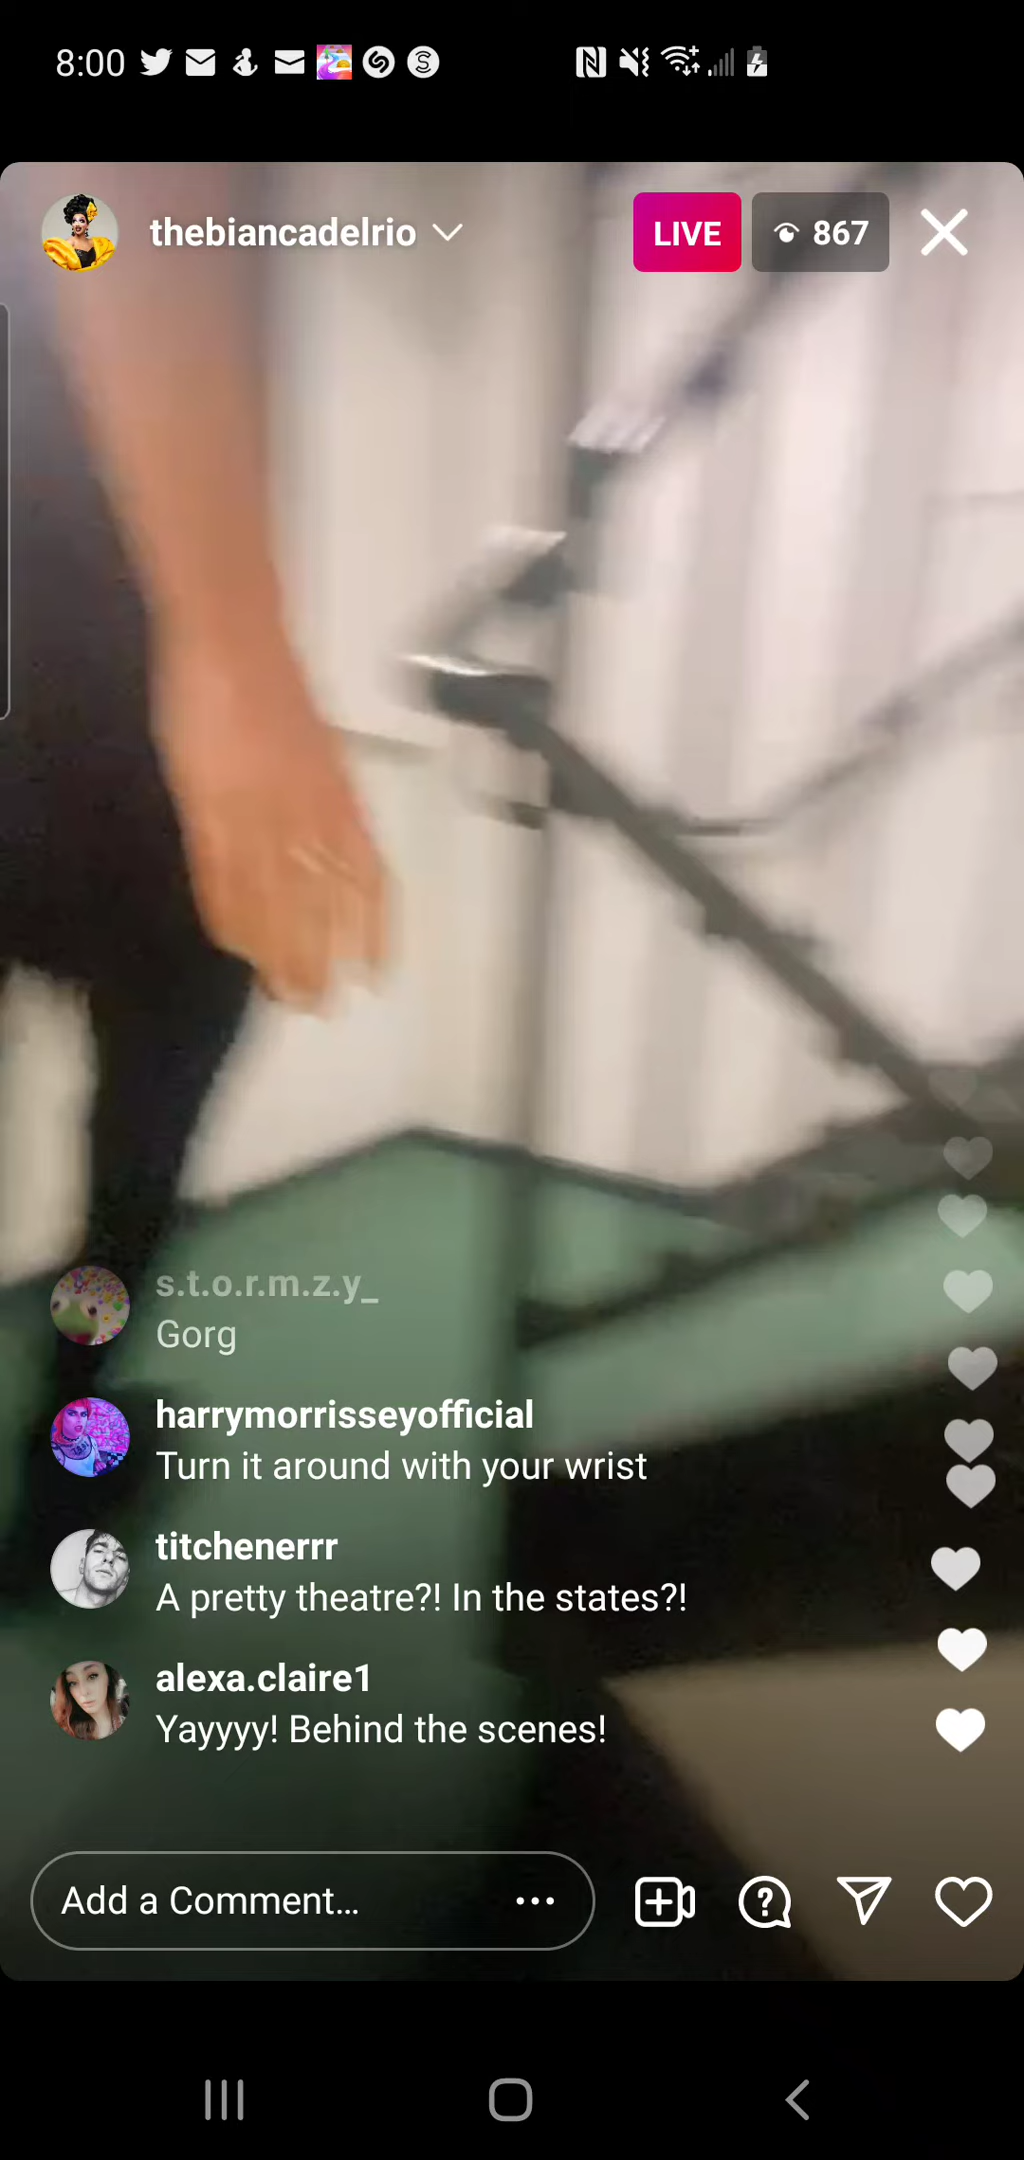 8:00
thebiancadelrio
LIVE
867
s.t.o.r.m.z.y_
Gorg
harrymorrisseyofficial
Turn it around with your wrist
titchenerrr
A pretty theatre?! In the states?!
alexa.claire1
Yayyyy! Behind the scenes!
Add a Comment...